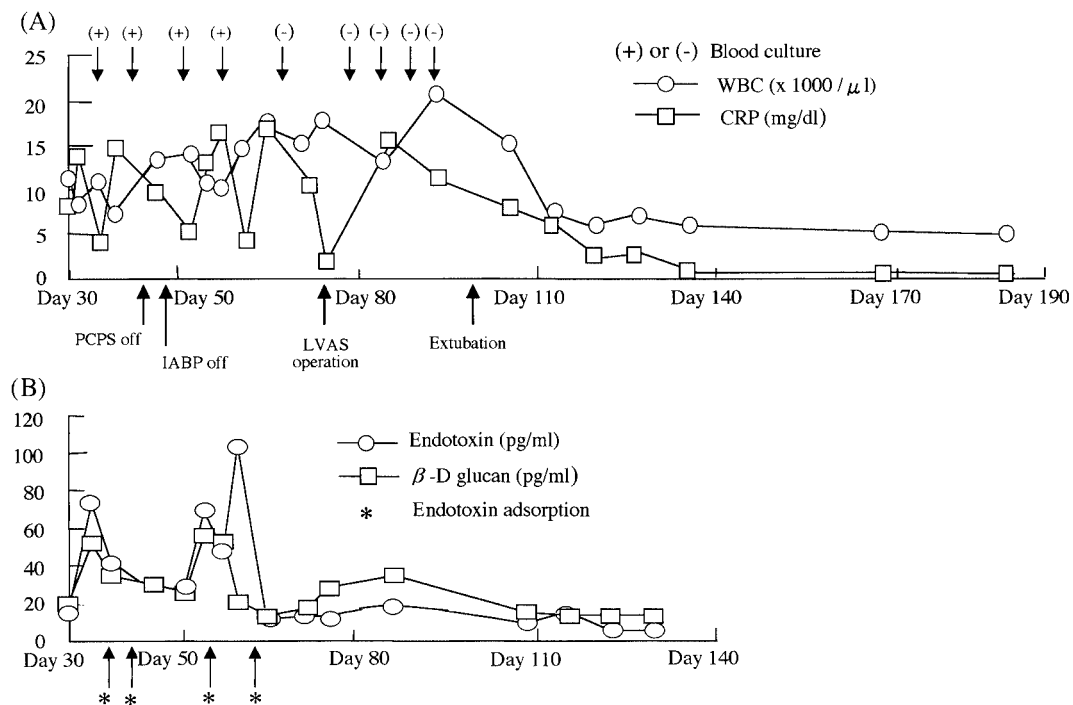 (A)
(+) (+) (+) (+) (-) (-) (-) (-) (-)
(+) or (-) Blood culture
WBC (x 1000 / μl)
CRP (mg/dl)
25
20
15
10
5
0
Day 30 Day 50 Day 80 Day 110 Day 140 Day 170 Day 190
PCPS off
IABP off
LVAS
operation
Extubation
(B)
120
100
80
60
40
20
0
Endotoxin (pg/ml)
β-D glucan (pg/ml)
* Endotoxin adsorption
Day 30 Day 50 Day 80 Day 110 Day 140
* * * *